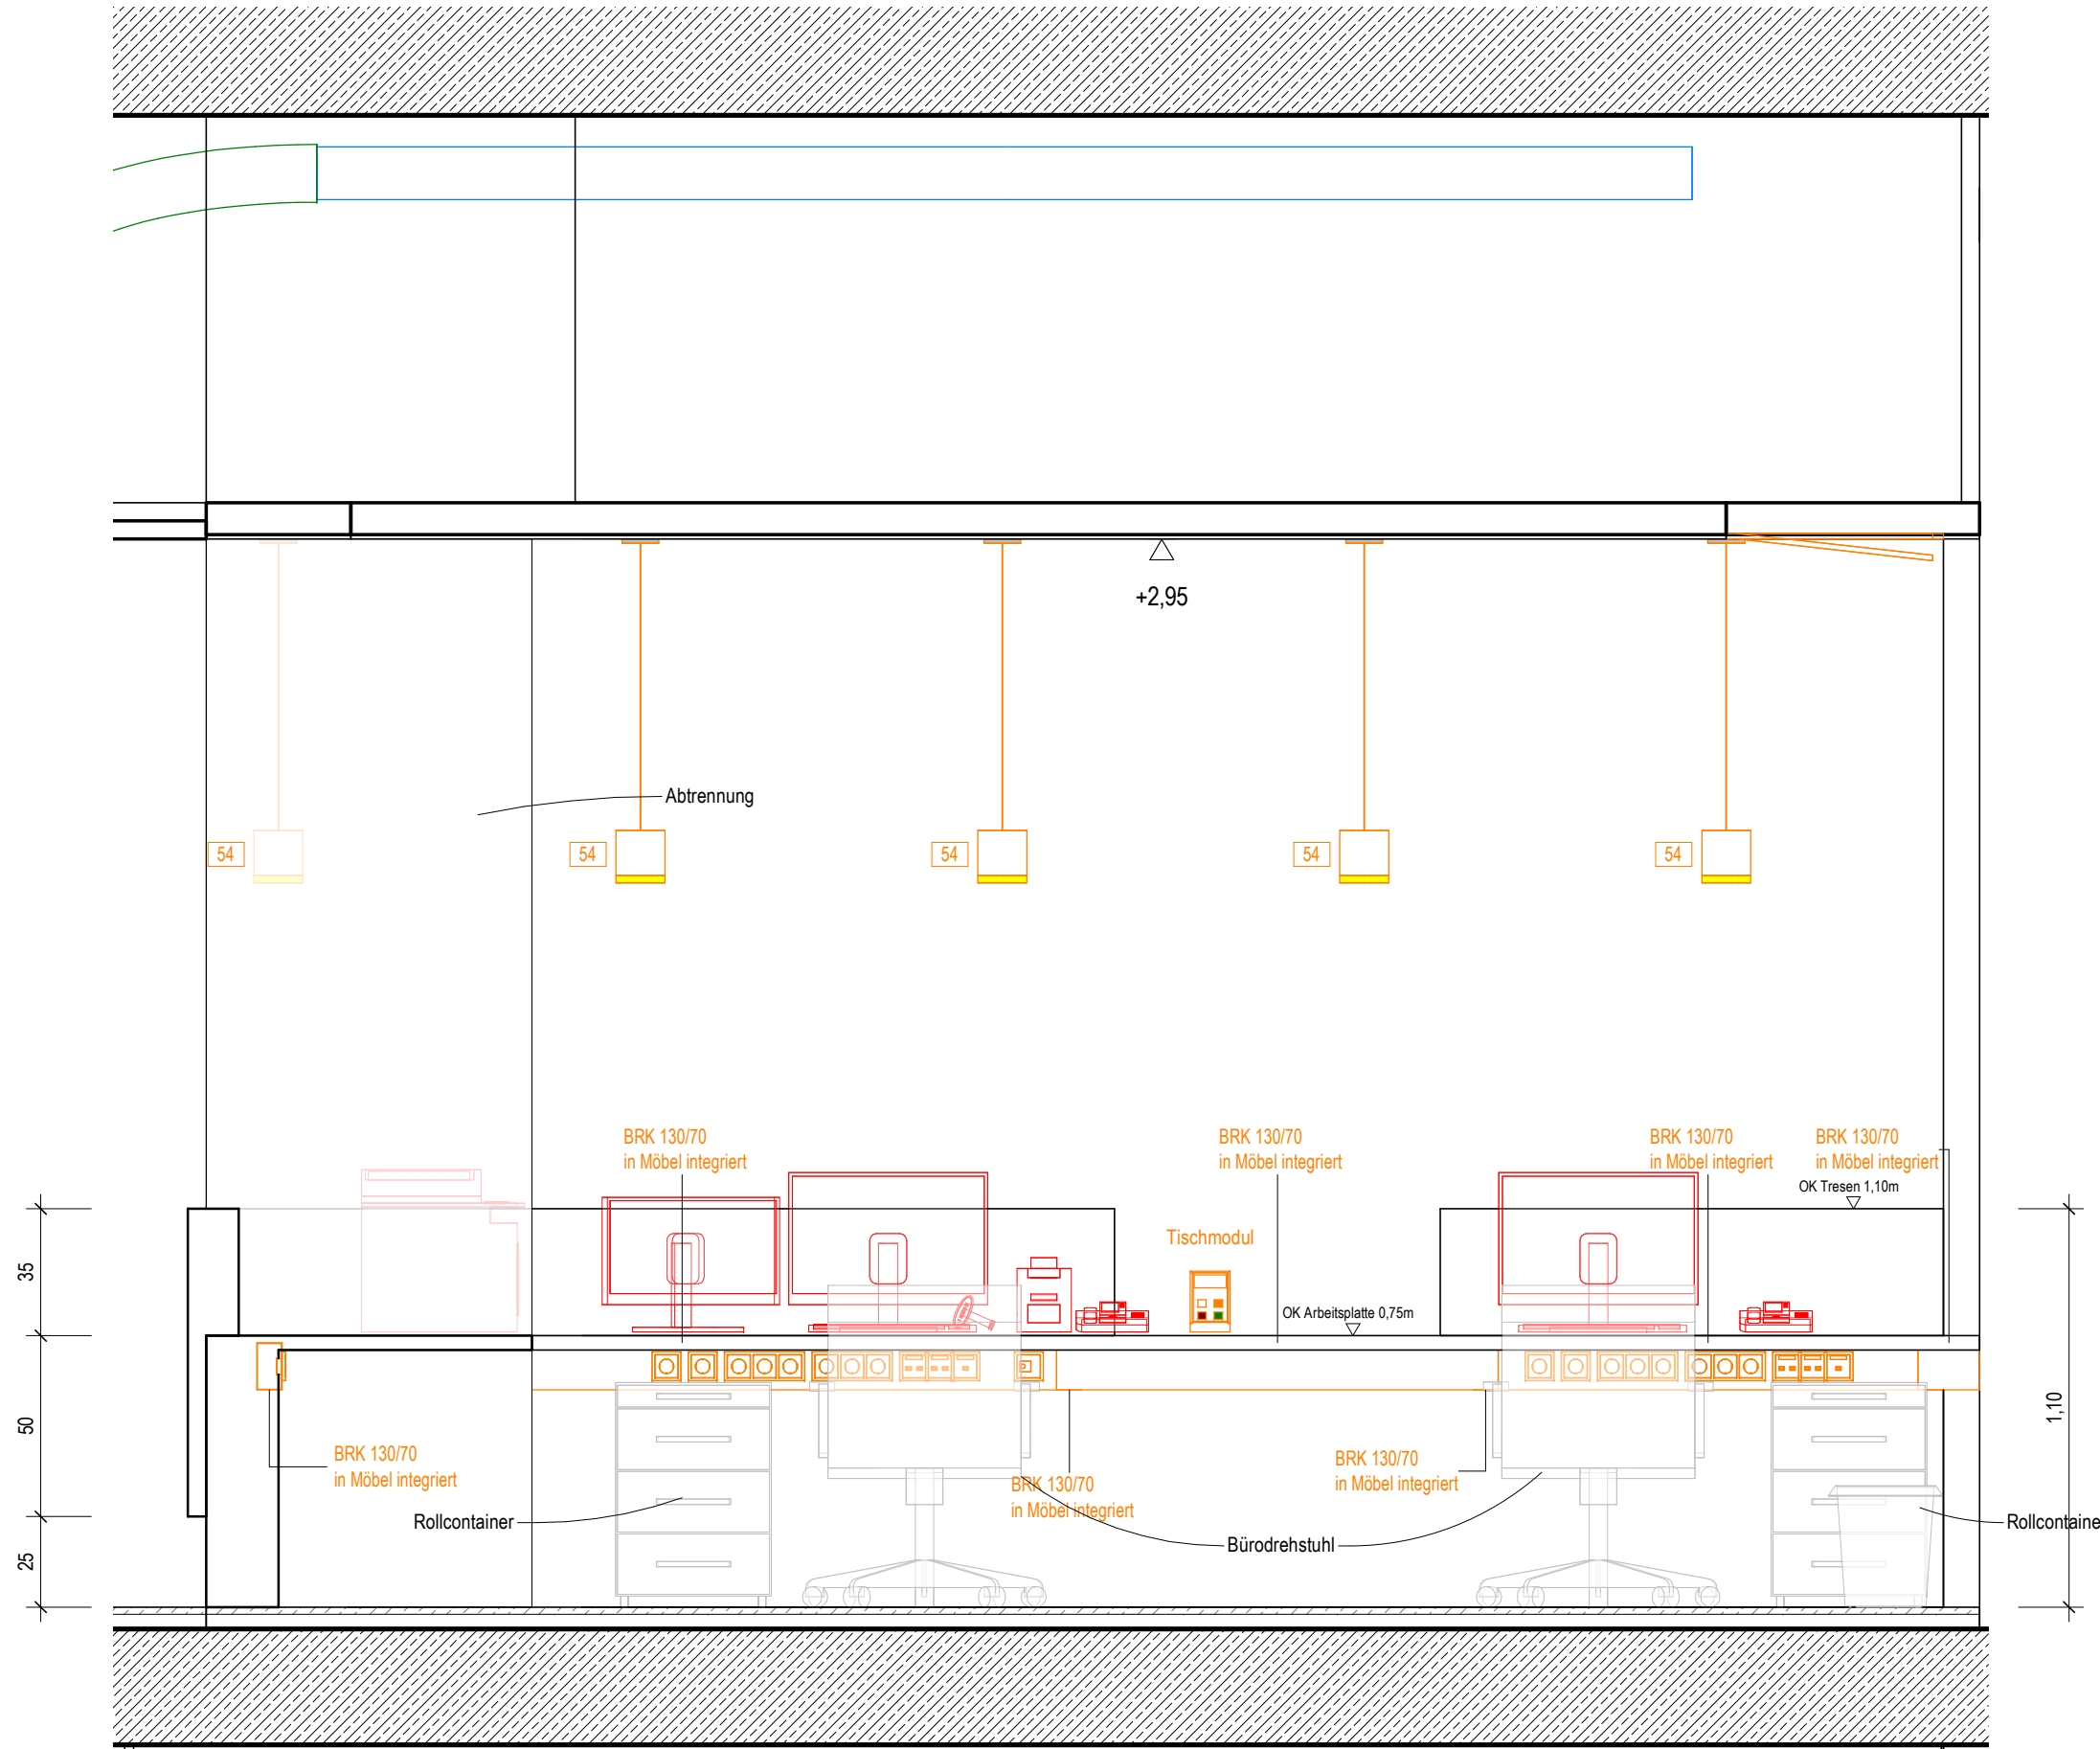 +2,95
Abtrennung
54
54
54
54
54
BRK 130/70
in Möbel integriert
BRK 130/70
in Möbel integriert
BRK 130/70
in Möbel integriert
BRK 130/70
in Möbel integriert
OK Tresen 1,10m
Tischmodul
OK Arbeitsplatte 0,75m
35
50
25
1,10
BRK 130/70
in Möbel integriert
BRK 130/70
in Möbel integriert
BRK 130/70
in Möbel integriert
Rollcontainer
Bürodrehstuhl
Rollcontaine